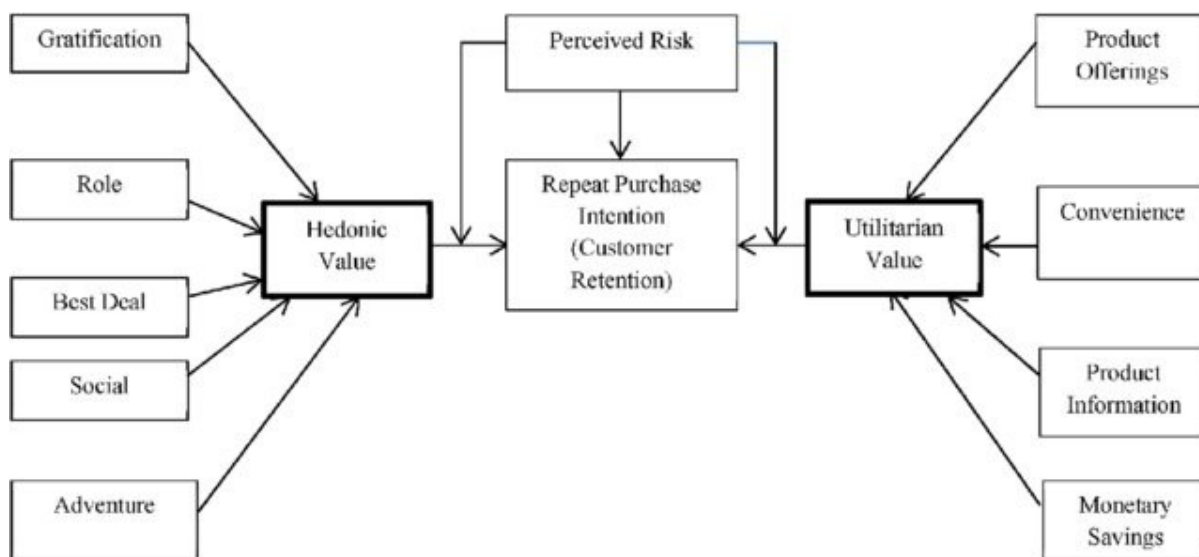 Gratification
Perceived Risk
Product
Offerings
Role
Repeat Purchase
Intention
(Customer
Retention)
Hedonic
Value
Utilitarian
Value
Convenience
Best Deal
Social
Product
Information
Adventure
Monetary
Savings